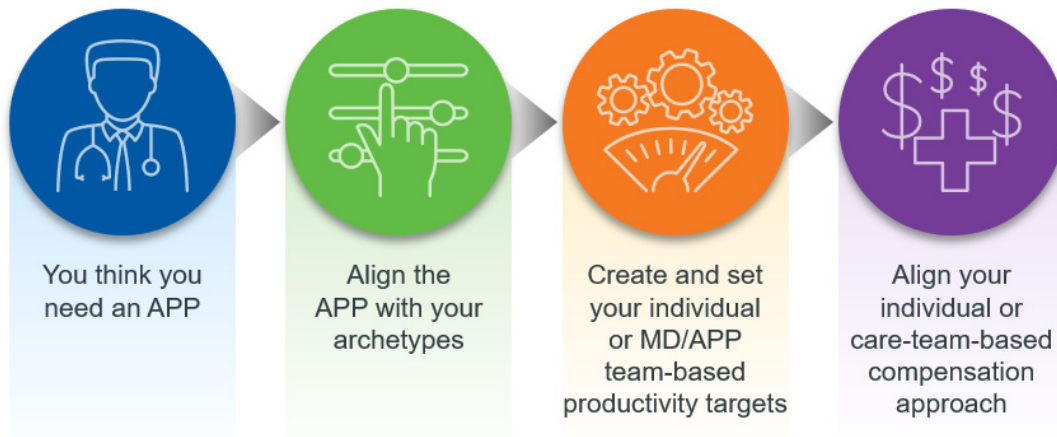 You think you
need an APP
Align the
APP with your
archetypes
Create and set
your individual
or MD/APP
team-based
productivity targets
Align your
individual or
care-team-based
compensation
approach